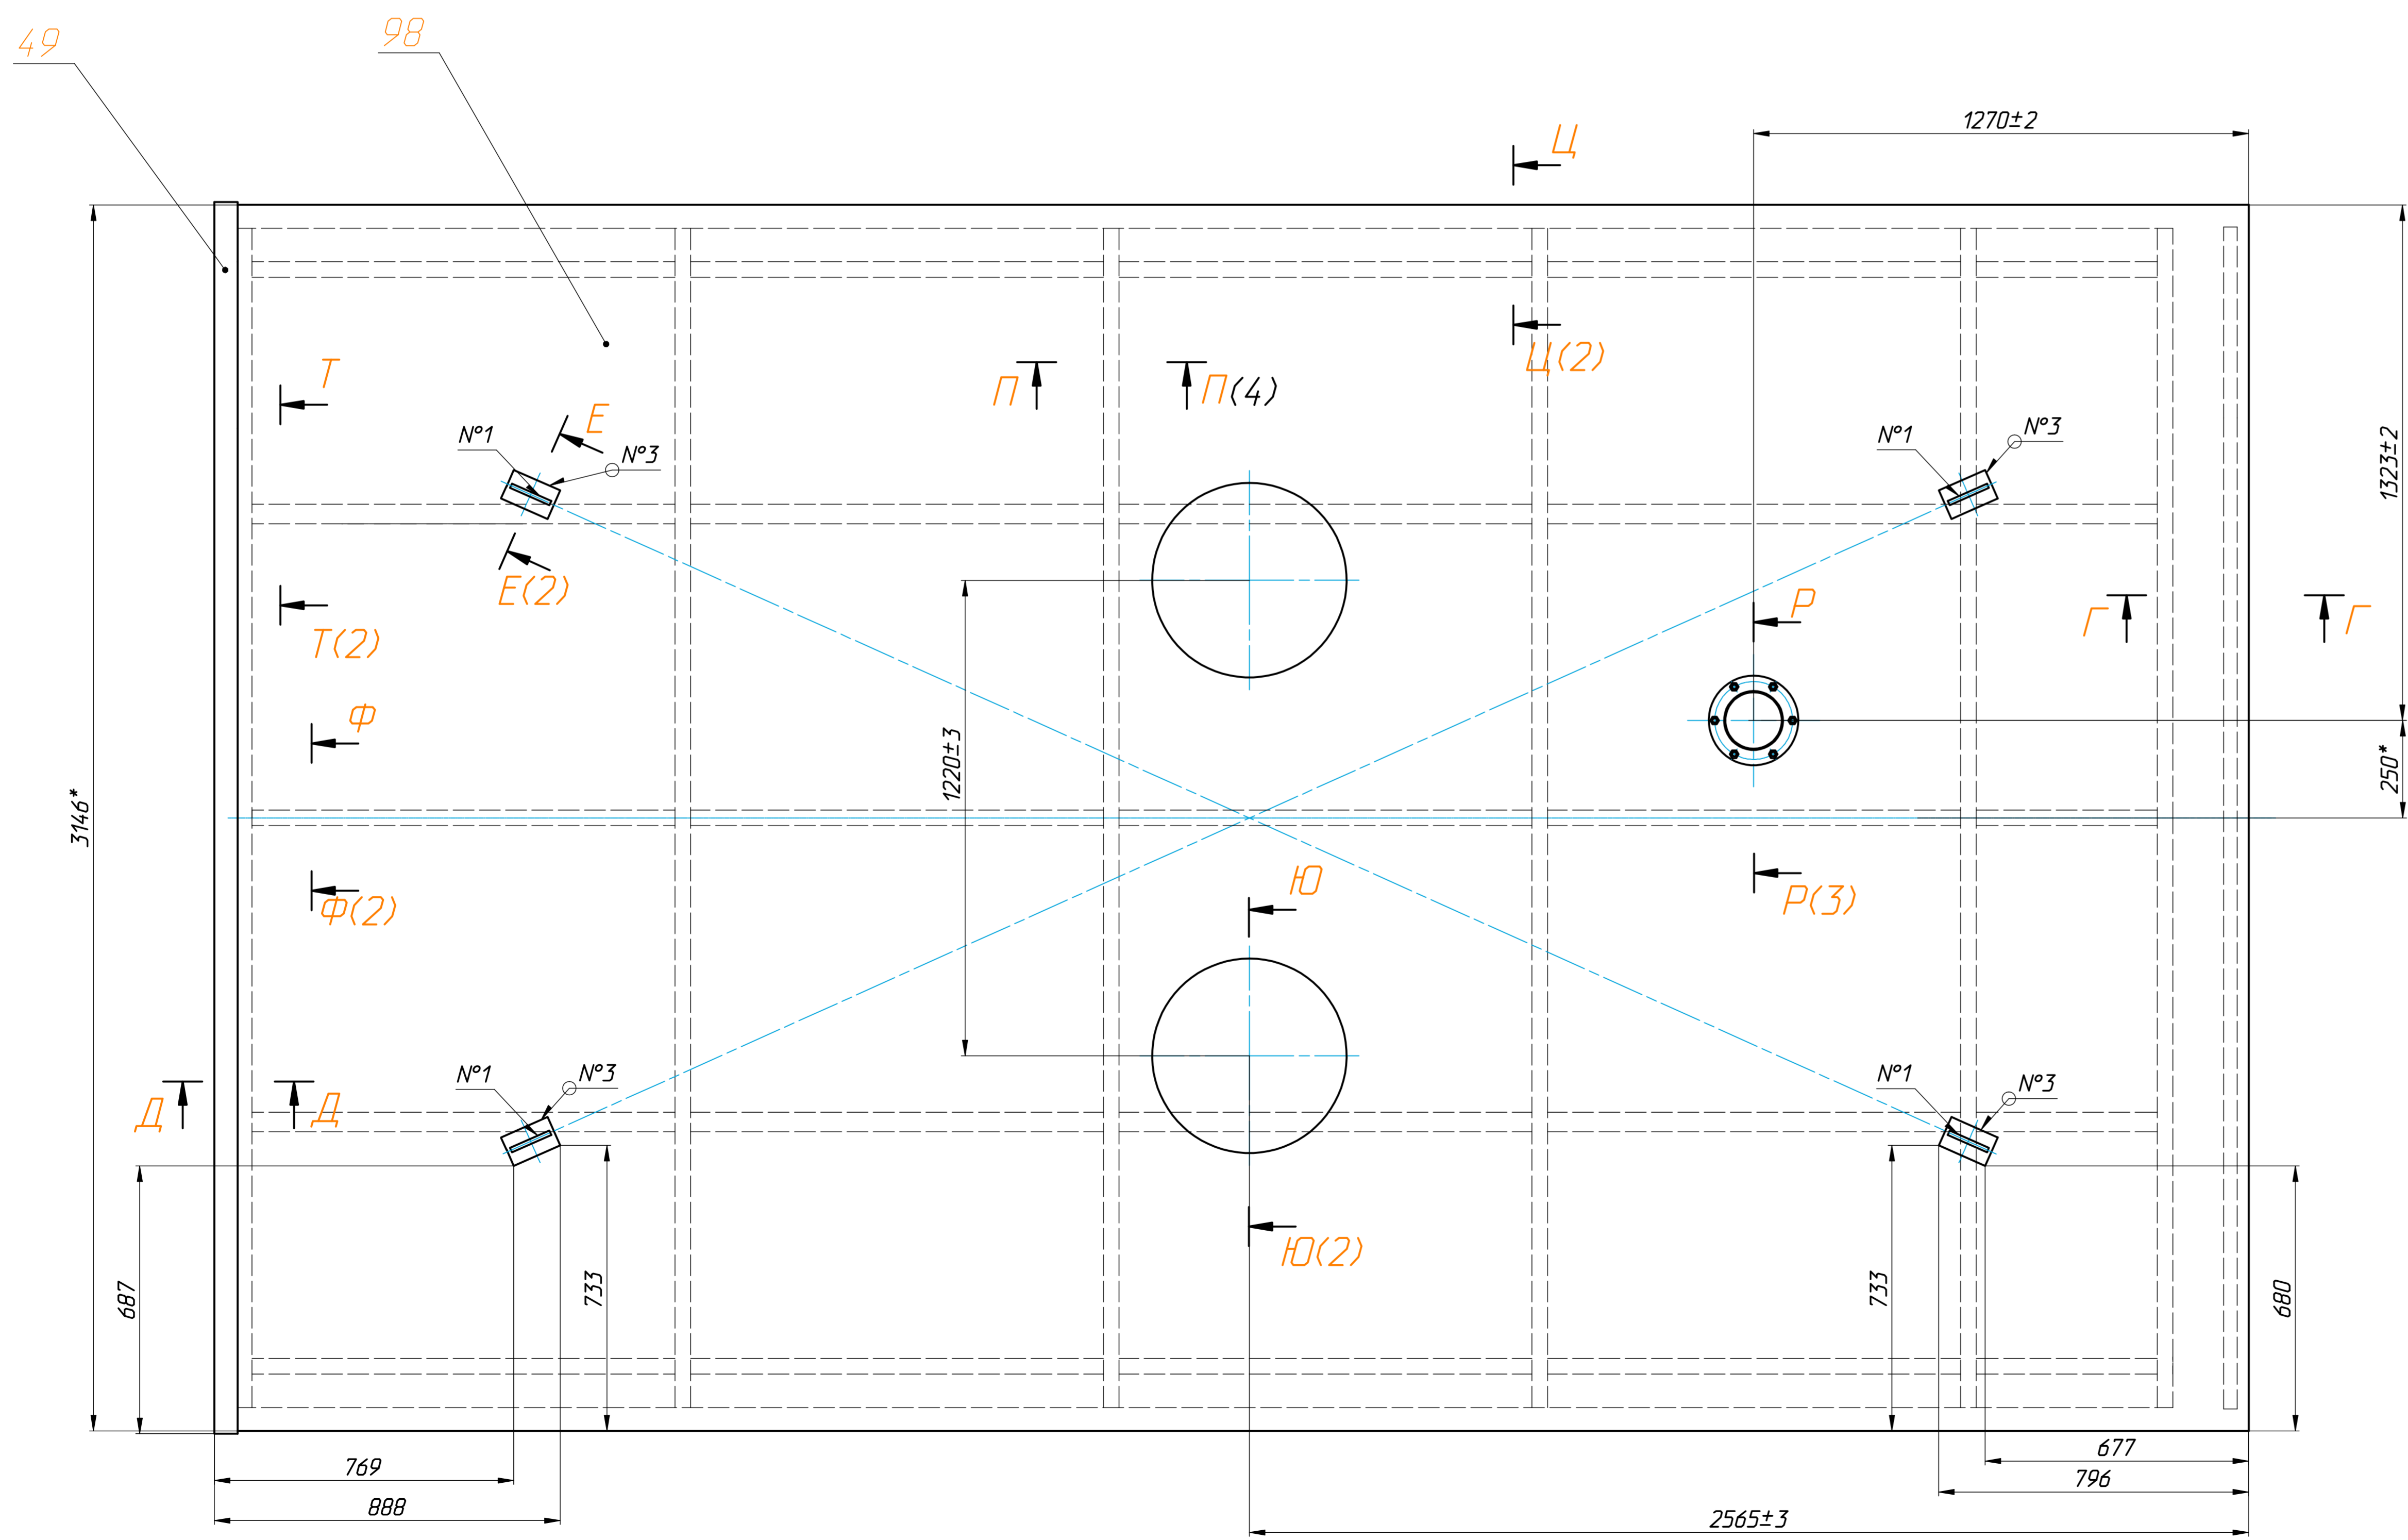 98
49
1270±2
Ц
Ц(2)
Т
П
П(4)
Е
№1
№3
№1
№3
1323±2
Е(2)
Р
Г
Г
Т(2)
Ф
1220±3
250*
3146*
Ю
Р(3)
Ф(2)
№1
№3
№1
№3
Д
Д
Ю(2)
687
733
733
680
769
677
796
888
2565±3